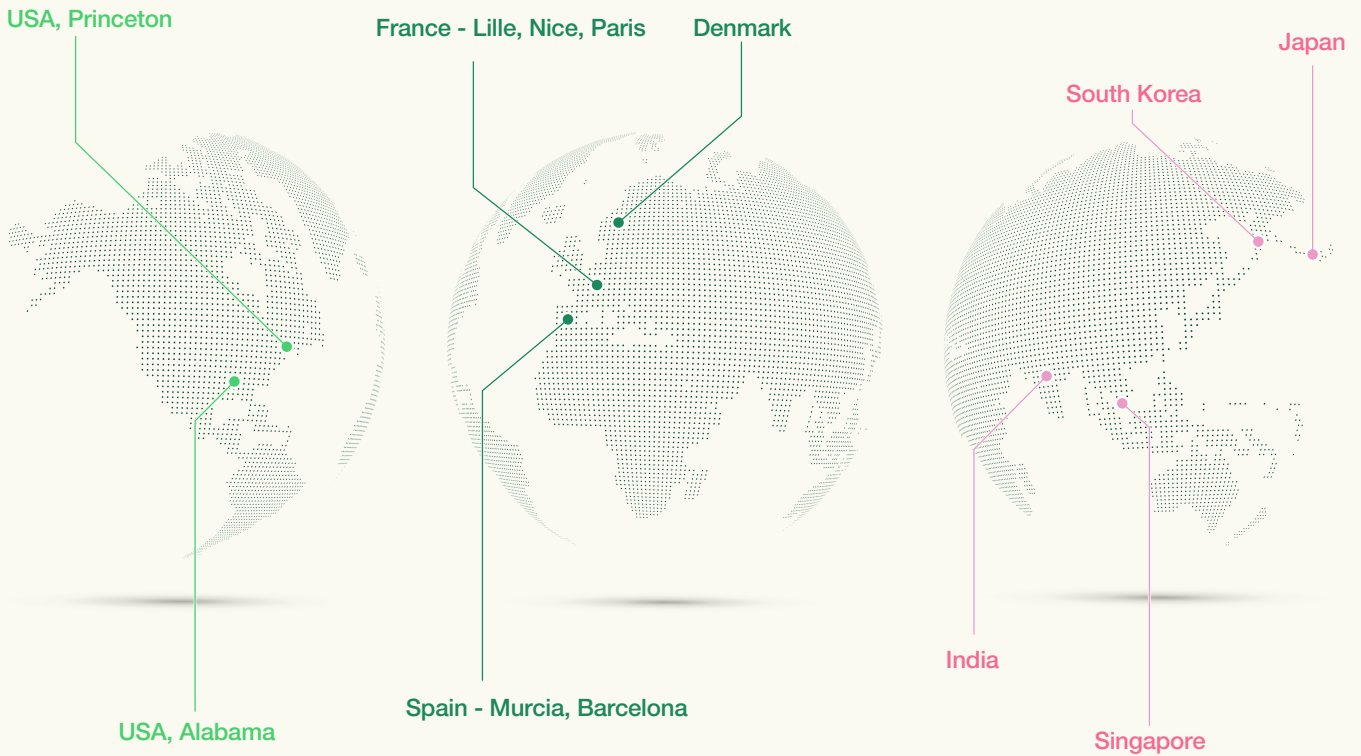 USA, Princeton
France - Lille, Nice, Paris
Denmark
Japan
South Korea
India
Spain - Murcia, Barcelona
USA, Alabama
Singapore